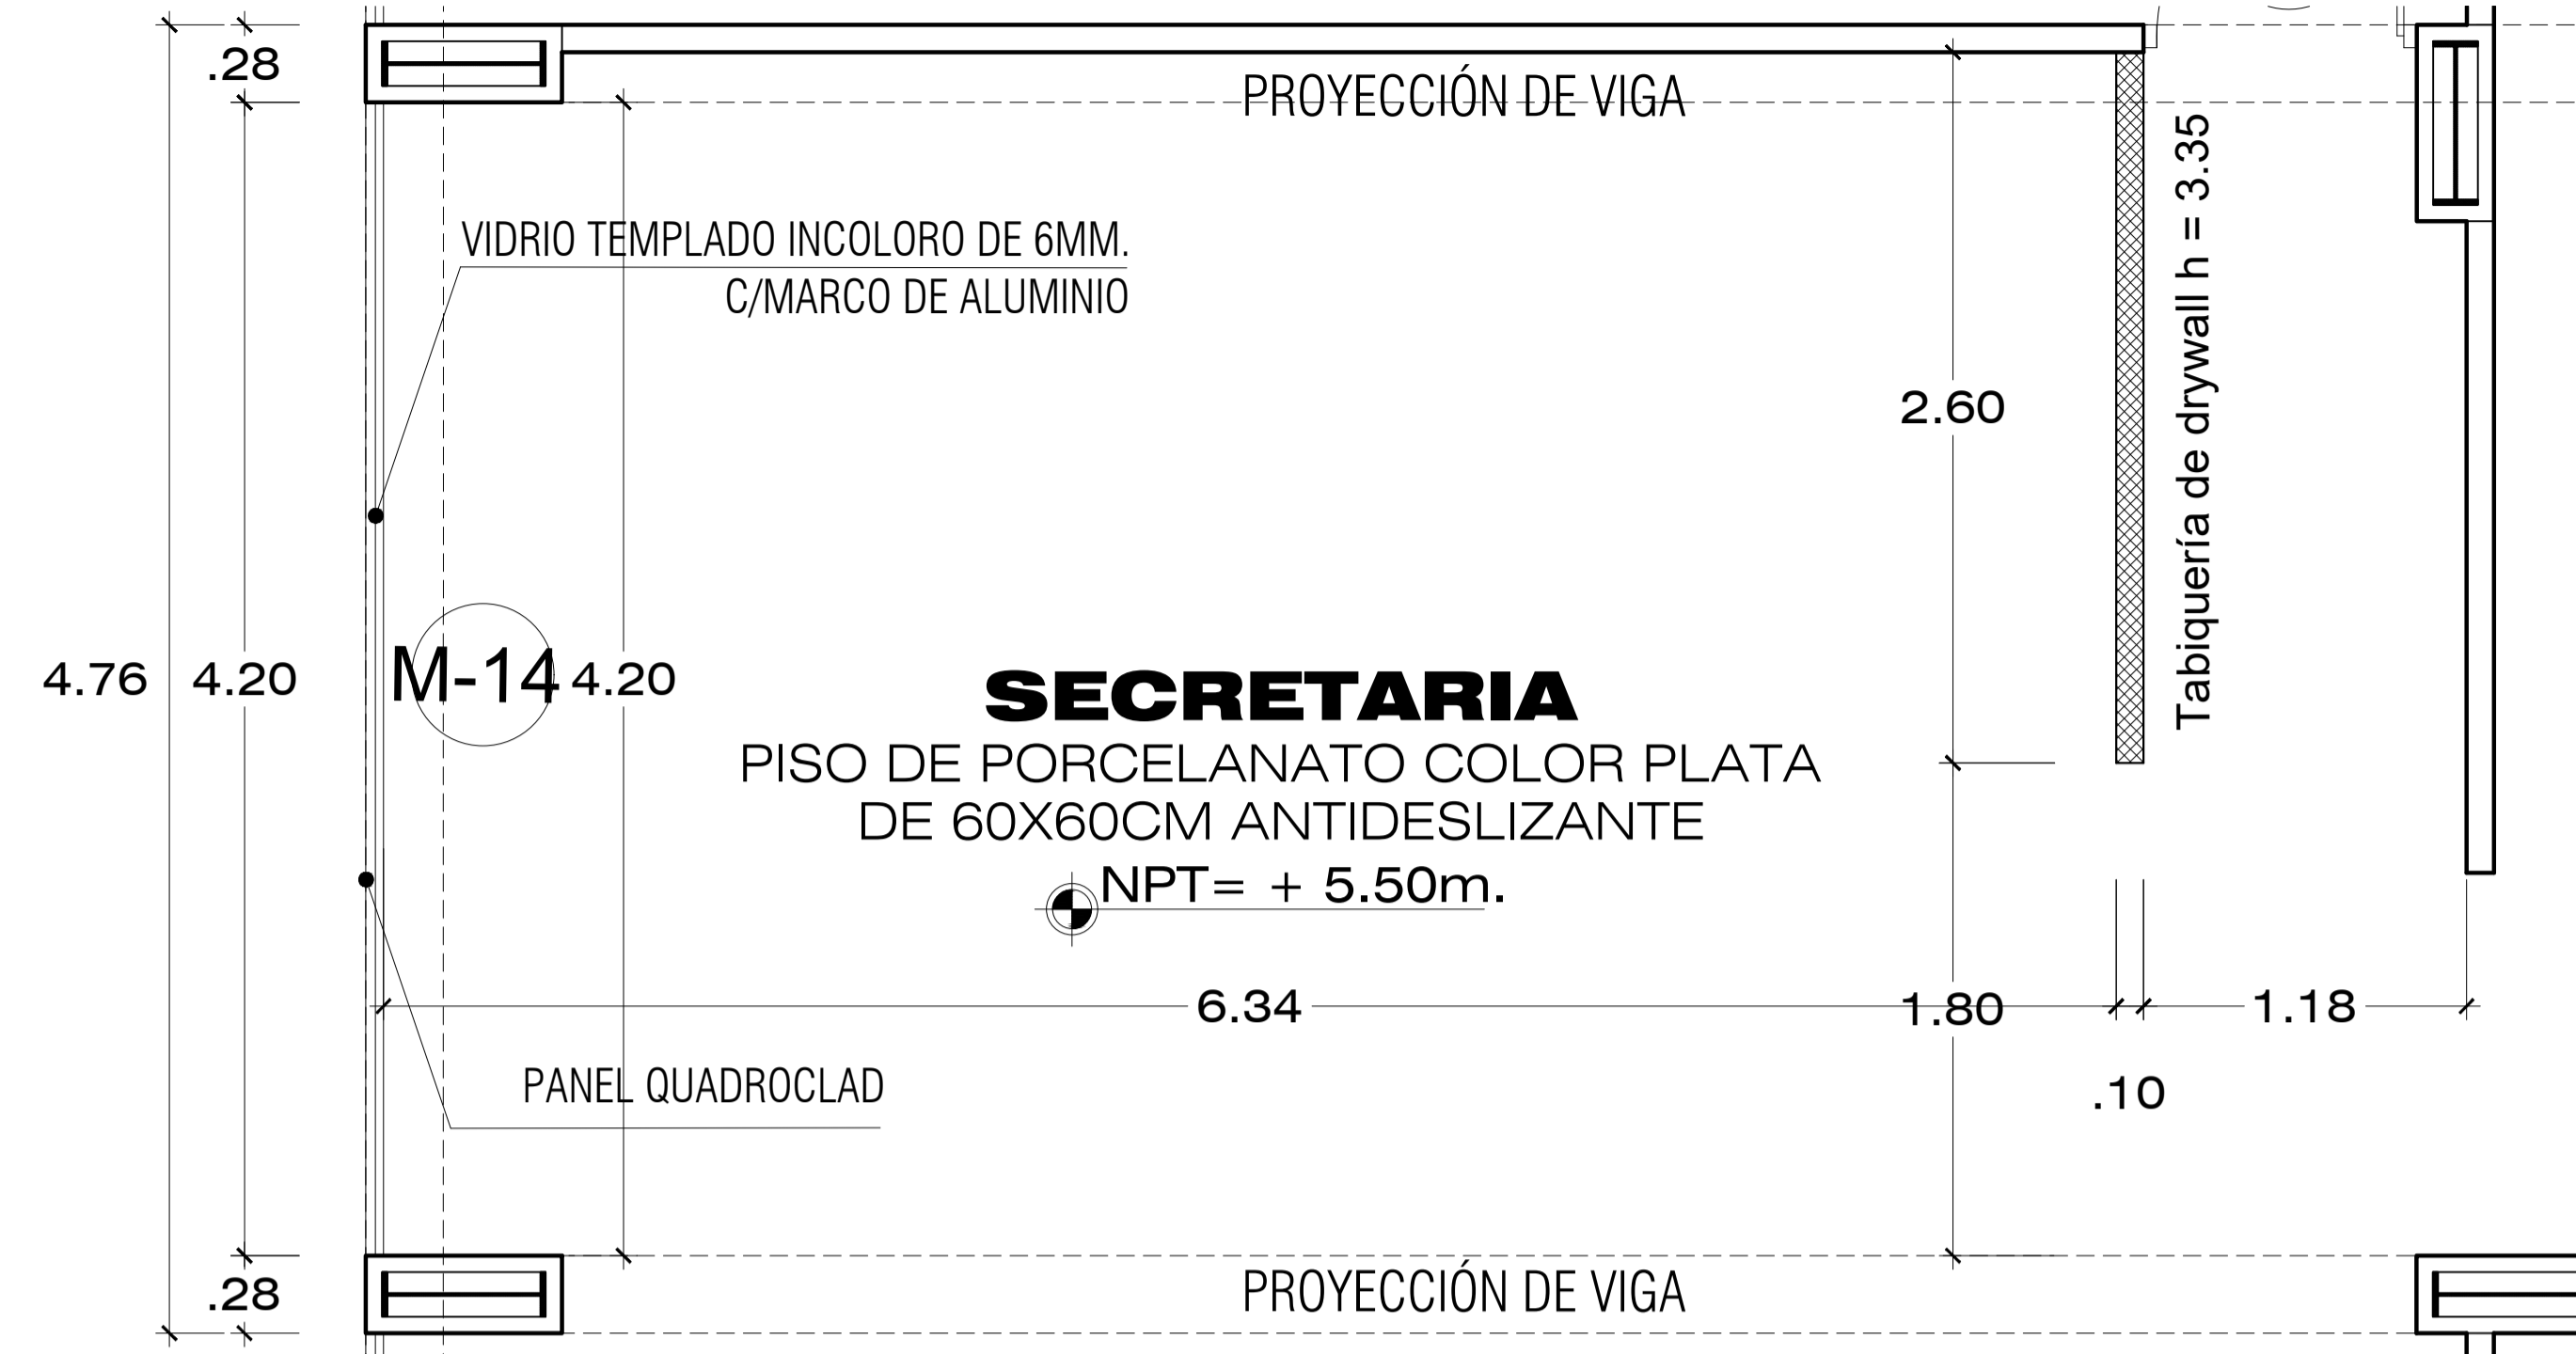 .28
PROYECCIÓN DE VIGA
Tabiquería de drywall h = 3.35
VIDRIO TEMPLADO INCOLORO DE 6MM.
C/MARCO DE ALUMINIO
2.60
4.76
4.20
M-14
4.20
SECRETARIA
PISO DE PORCELANATO COLOR PLATA
DE 60X60CM ANTIDESLIZANTE
NPT= + 5.50m.
6.34
1.80
1.18
PANEL QUADROCLAD
.10
.28
PROYECCIÓN DE VIGA